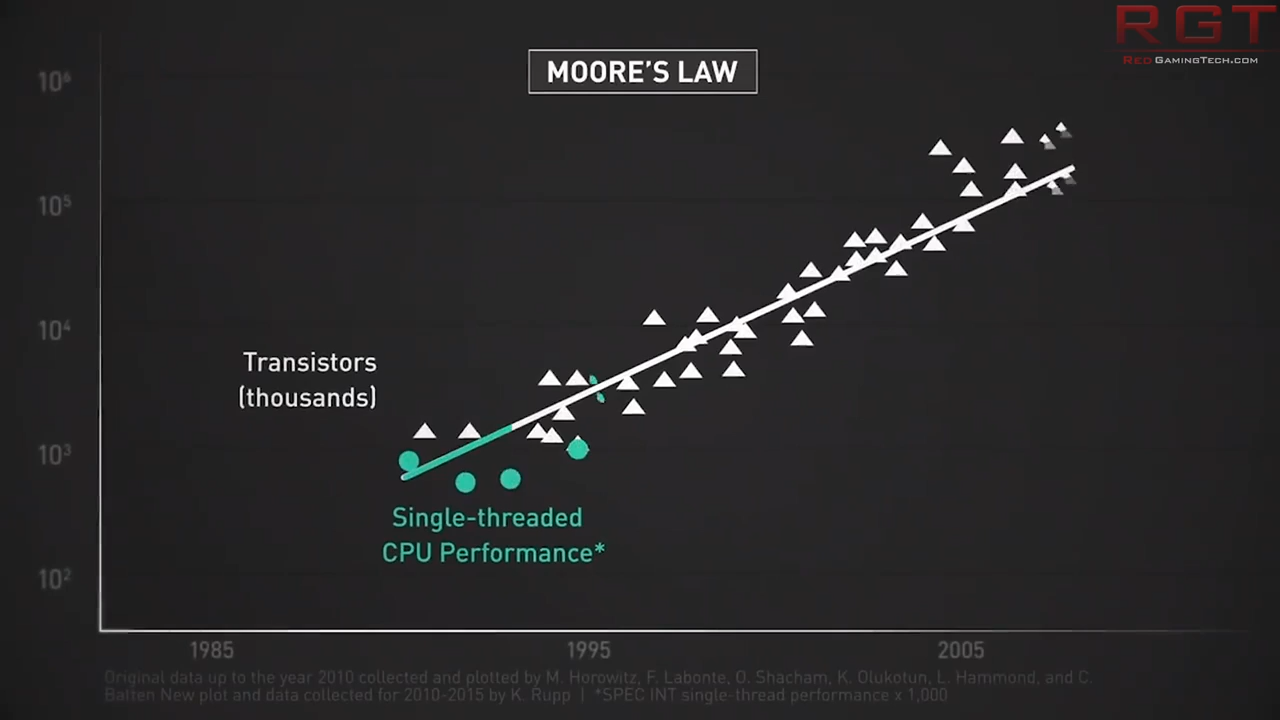 RGT
RED GAMINGTECH.COM
MOORE'S LAW
10⁶
10⁵
10⁴
10³
10²
Transistors
(thousands)
Single-threaded
CPU Performance*
1985 1995 2005
Original data up to the year 2010 collected and plotted by M. Horowitz, F. Labonte, O. Shacham, K. Olukotun, L. Hammond, and C.
Batten New plot and data collected for 2010-2015 by K. Rupp | *SPEC INT single-thread performance x 1,000